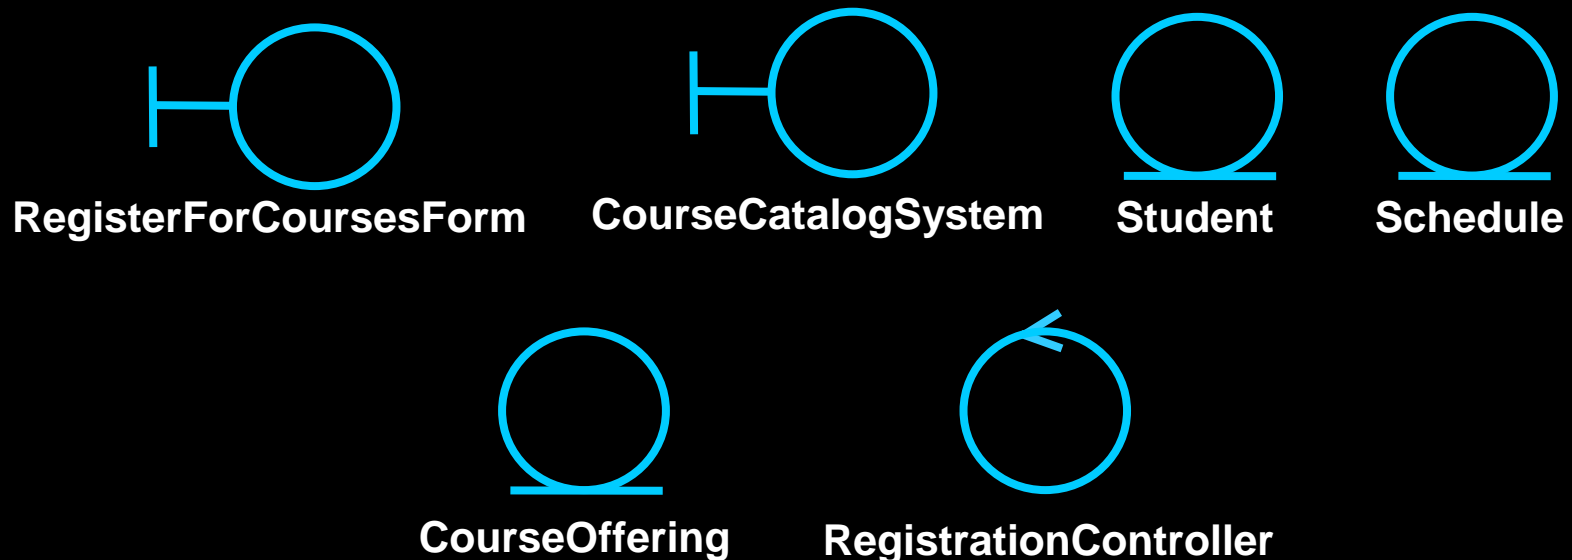 RegisterForCoursesForm
CourseCatalogSystem
Student
Schedule
CourseOffering
RegistrationController